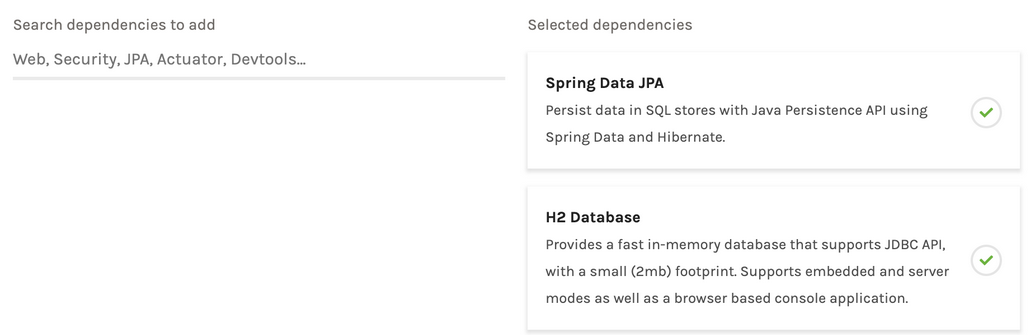 Search dependencies to add
Web, Security, JPA, Actuator, Devtools...
Selected dependencies
Spring Data JPA
Persist data in SQL stores with Java Persistence API using
Spring Data and Hibernate.
H2 Database
Provides a fast in-memory database that supports JDBC API,
with a small (2mb) footprint. Supports embedded and server
modes as well as a browser based console application.